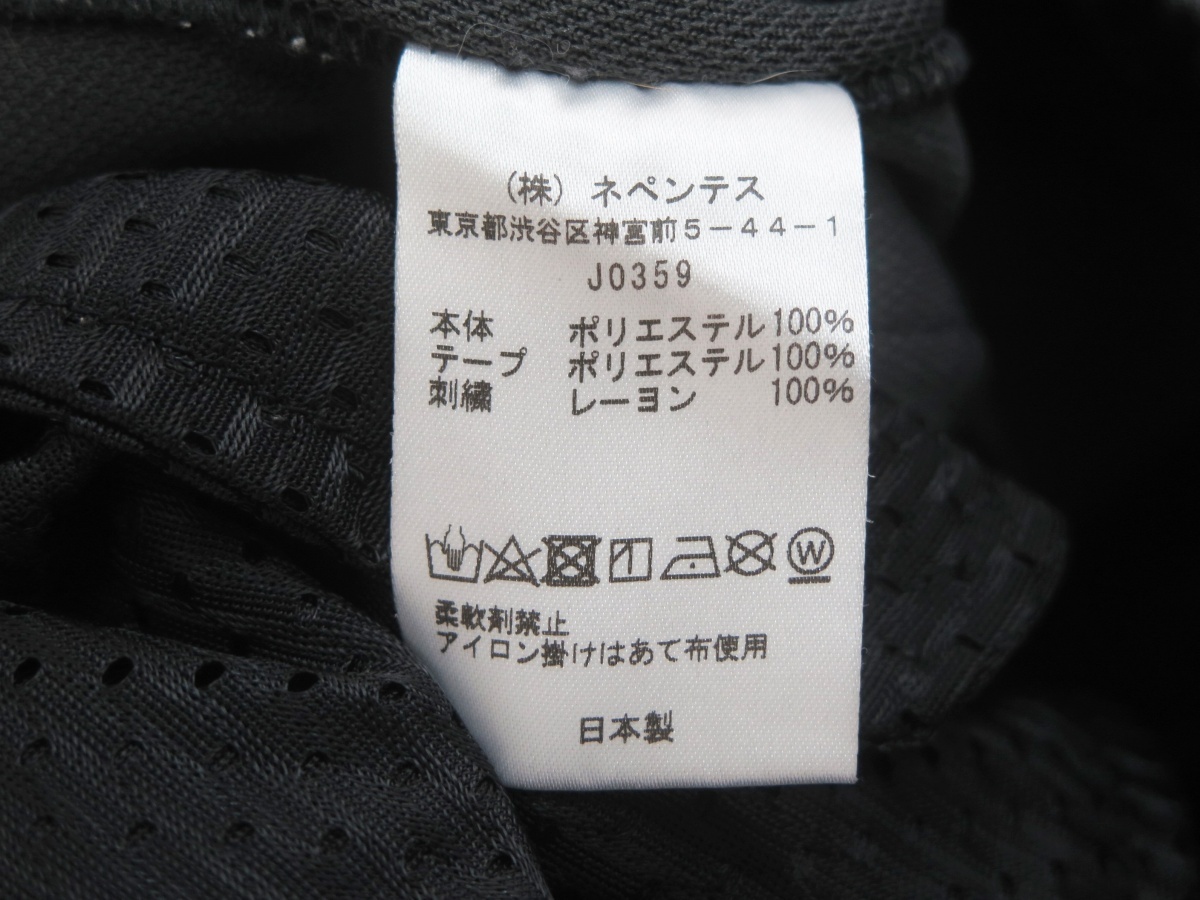 （株）ネペンテス
東京都渋谷区神宮前5-44-1
J0359
本体 ポリエステル100%
テープ ポリエステル100%
刺繍 レーヨン 100%
W
柔軟剤禁止
アイロン掛けはあて布使用
日本製